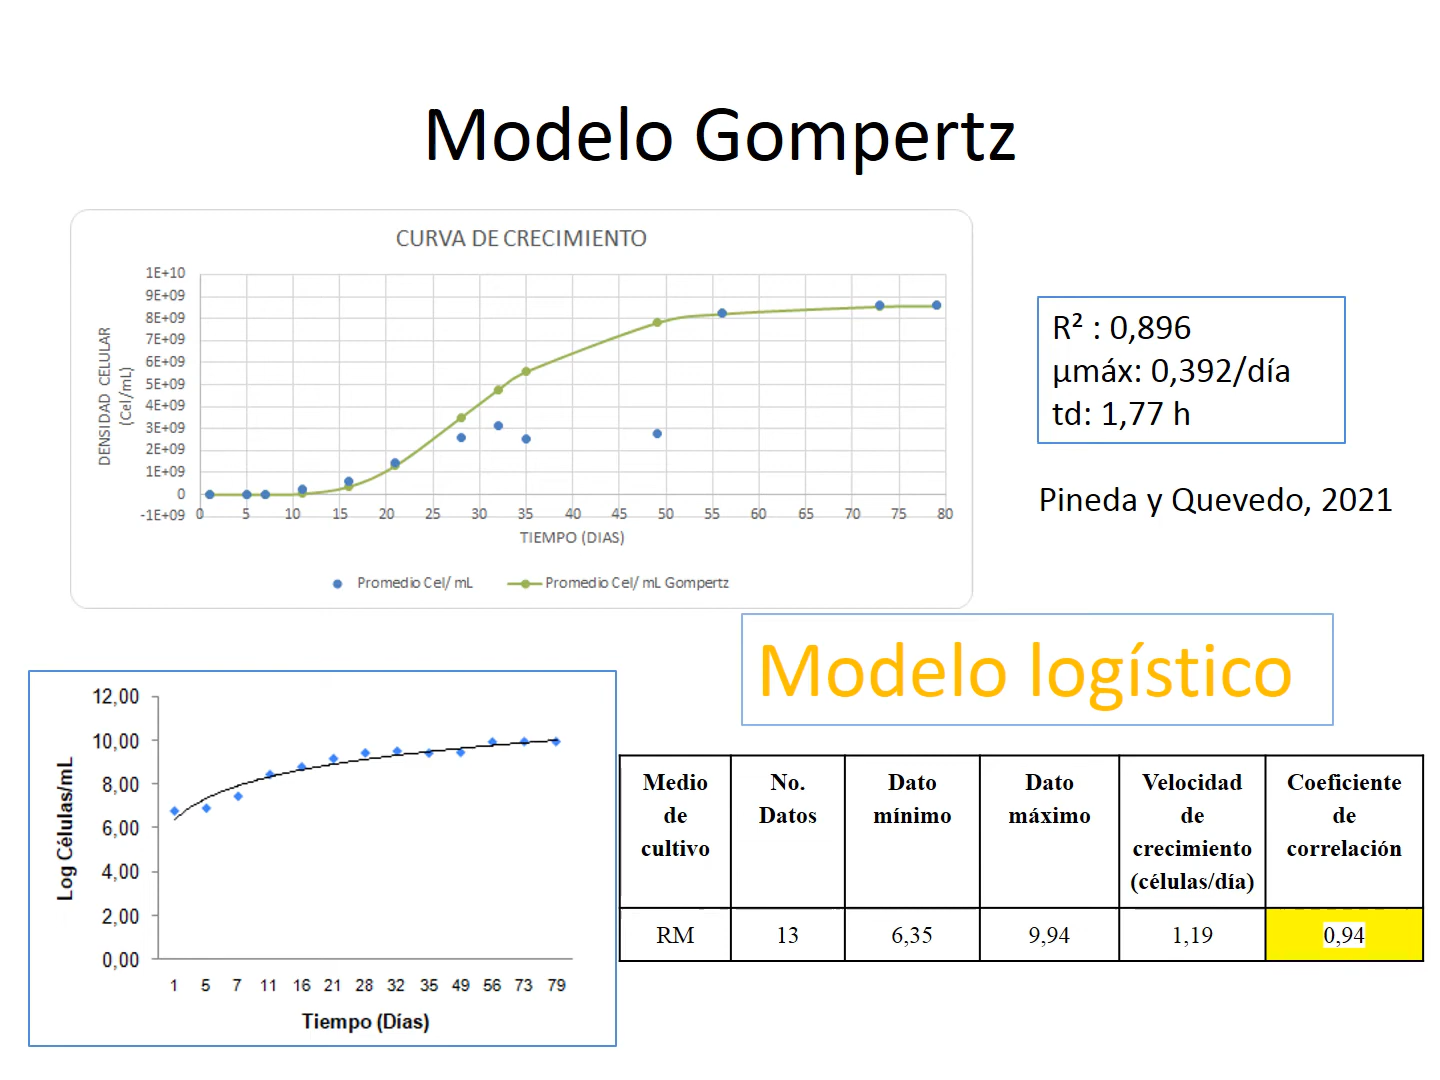 Modelo Gompertz
CURVA DE CRECIMIENTO
DENSIDAD CELULAR
(Cel/mL)
1E+10
9E+09
8E+09
7E+09
6E+09
5E+09
4E+09
3E+09
2E+09
1E+09
0
-1E+09
0 5 10 15 20 25 30 35 40 45 50 55 60 65 70 75 80
TIEMPO (DIAS)
Promedio Cel/ mL
Promedio Cel/ mL Gompertz
R² : 0,896
µmáx: 0,392/día
td: 1,77 h
Pineda y Quevedo, 2021
Modelo logístico
Log Células/mL
12,00
10,00
8,00
6,00
4,00
2,00
0,00
1 5 7 11 16 21 28 32 35 49 56 73 79
Tiempo (Días)
Medio de cultivo
No. Datos
Dato mínimo
Dato máximo
Velocidad de crecimiento (células/día)
Coeficiente de correlación
RM 13 6,35 9,94 1,19 0,94